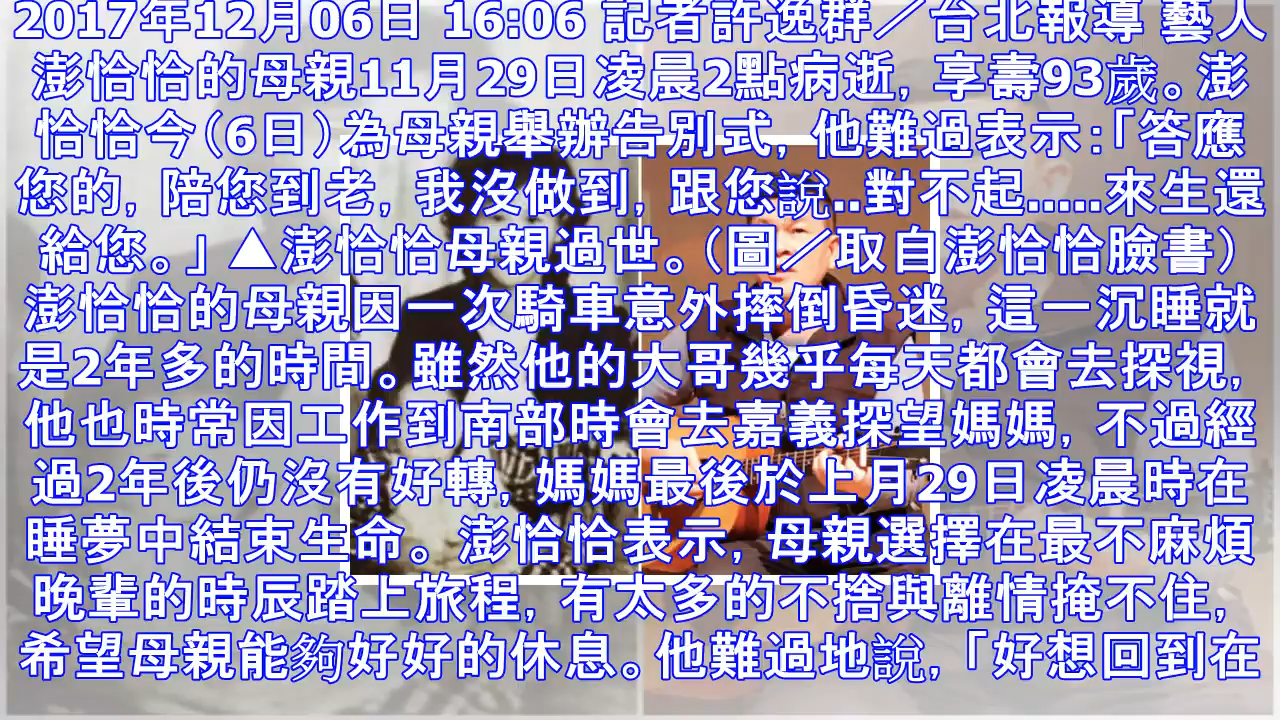 2017年12月06日 16:06 記者許逸群／台北報導 藝人
澎恰恰的母親11月29日凌晨2點病逝, 享壽93歲。澎
恰恰今(6日)為母親舉辦告別式, 他難過表示:「答應
您的, 陪您到老, 我沒做到, 跟您說..對不起.....來生還
給您。」▲澎恰恰母親過世。(圖／取自澎恰恰臉書)
澎恰恰的母親因一次騎車意外摔倒昏迷, 這一沉睡就
是2年多的時間。雖然他的大哥幾乎每天都會去探視,
他也時常因工作到南部時會去嘉義探望媽媽, 不過經
過2年後仍沒有好轉, 媽媽最後於上月29日凌晨時在
睡夢中結束生命。澎恰恰表示, 母親選擇在最不麻煩
晚輩的時辰踏上旅程, 有太多的不捨與離情掩不住,
希望母親能夠好好的休息。他難過地說,「好想回到在